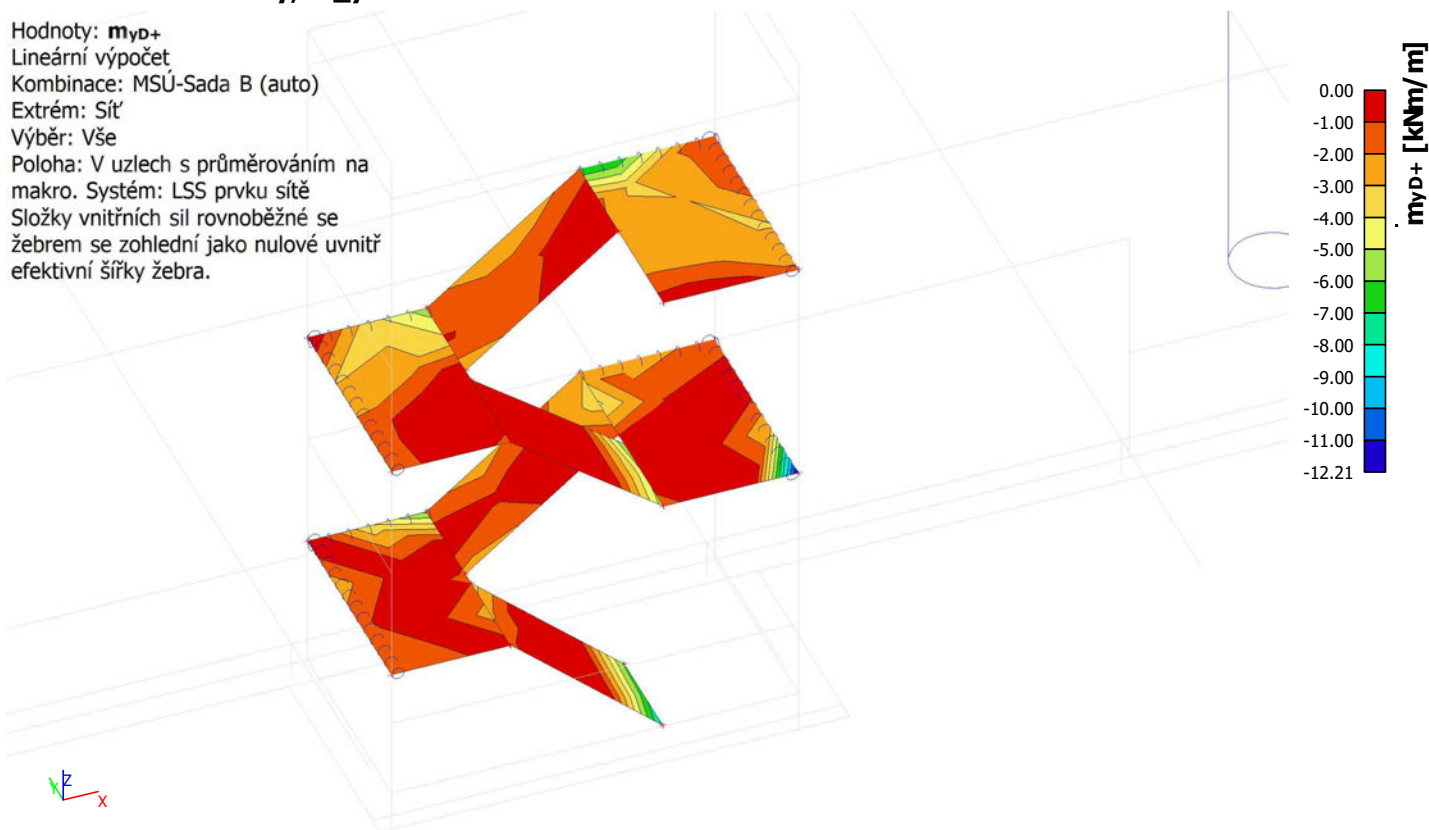 Hodnoty: myD+
Lineární výpočet
Kombinace: MSÚ-Sada B (auto)
Extrém: Síť
Výběr: Vše
Poloha: V uzlech s průměrováním na
makro. Systém: LSS prvku sítě
Složky vnitřních sil rovnoběžné se
žebrem se zohlední jako nulové uvnitř
efektivní šířky žebra.
myD+ [kNm/m]
0.00
-1.00
-2.00
-3.00
-4.00
-5.00
-6.00
-7.00
-8.00
-9.00
-10.00
-11.00
-12.21
Z
Y
X